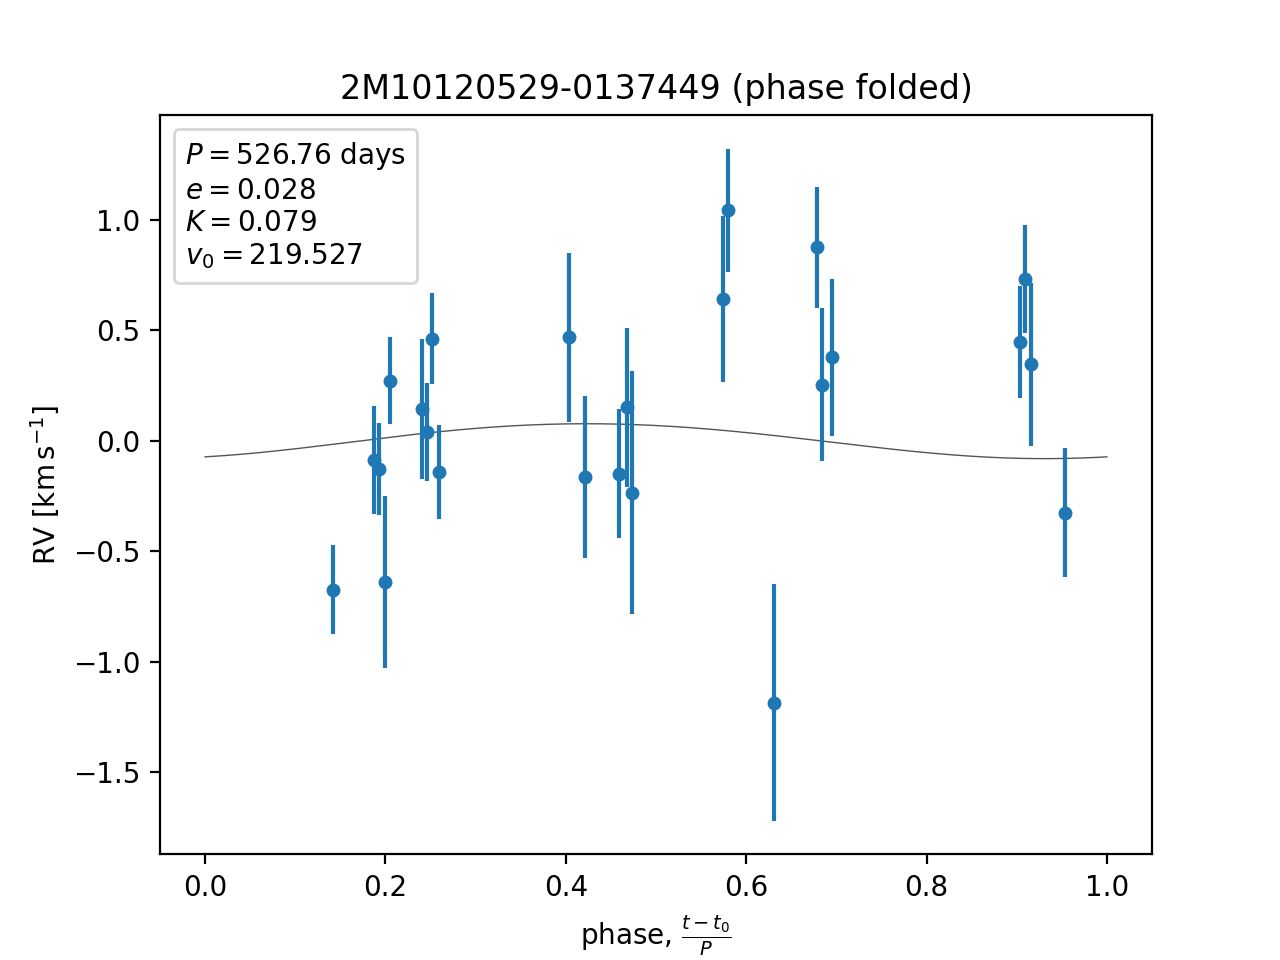 2M10120529-0137449 (phase folded)
P = 526.76 days
e = 0.028
K = 0.079
v₀ = 219.527
1.0
0.5
0.0
−0.5
−1.0
−1.5
RV [km s⁻¹]
0.0 0.2 0.4 0.6 0.8 1.0
phase, (t − t₀)/P